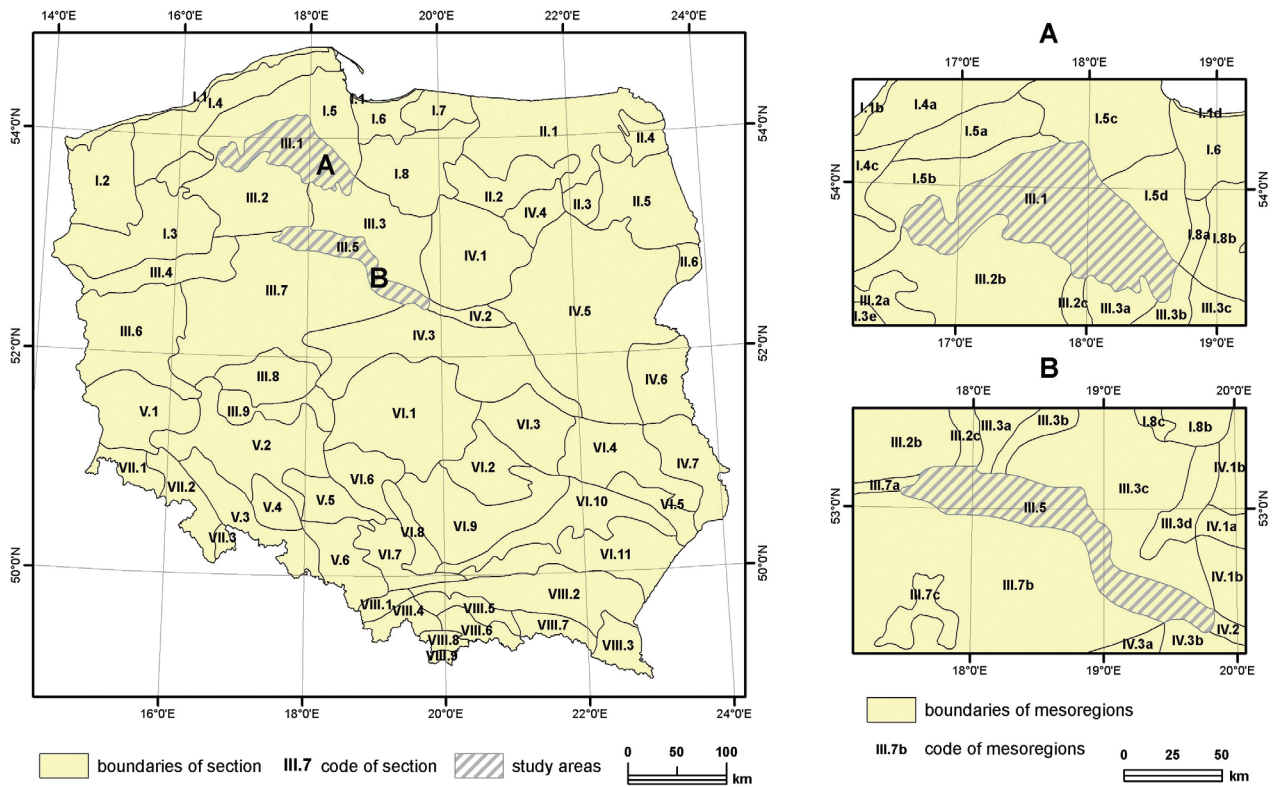 14°0'E 16°0'E 18°0'E 20°0'E 22°0'E 24°0'E
54°0'N
54°0'N
52°0'N
52°0'N
50°0'N
50°0'N
I.1
I.4
I.5
I.1
I.6
I.7
II.1
II.4
III.1
A
I.2
I.8
III.2
II.2
IV.4
II.3
II.5
I.3
III.3
III.5
IV.1
II.6
III.4
B
III.7
IV.5
III.6
IV.2
IV.3
III.8
IV.6
V.1
III.9
VI.1
VI.3
V.2
VI.4
IV.7
VII.1
VII.2
VI.6
VI.2
V.5
V.4
VI.10
VI.5
V.3
VII.3
VI.8
VI.9
V.6
VI.7
VI.11
VIII.1
VIII.4
VIII.5
VIII.2
VIII.6
VIII.7
VIII.8
VIII.3
VIII.9
16°0'E 18°0'E 20°0'E 22°0'E 24°0'E
boundaries of section III.7 code of section study areas
0 50 100
km
A
17°0'E 18°0'E 19°0'E
54°0'N
54°0'N
I.1b
I.4a
I.5c
I.1d
I.5a
I.6
I.4c
I.5b
III.1
I.5d
I.8a
I.8b
III.2b
III.2a
I.3e
III.2c
III.3a
III.3b
III.3c
17°0'E 18°0'E 19°0'E
B
18°0'E 19°0'E 20°0'E
53°0'N
53°0'N
III.2b
III.2c
III.3a
III.3b
I.8c
I.8b
IV.1b
III.7a
III.3c
III.5
III.3d
IV.1a
IV.1b
III.7b
III.7c
IV.2
IV.3a
IV.3b
18°0'E 19°0'E 20°0'E
boundaries of mesoregions
III.7b code of mesoregions
0 25 50
km